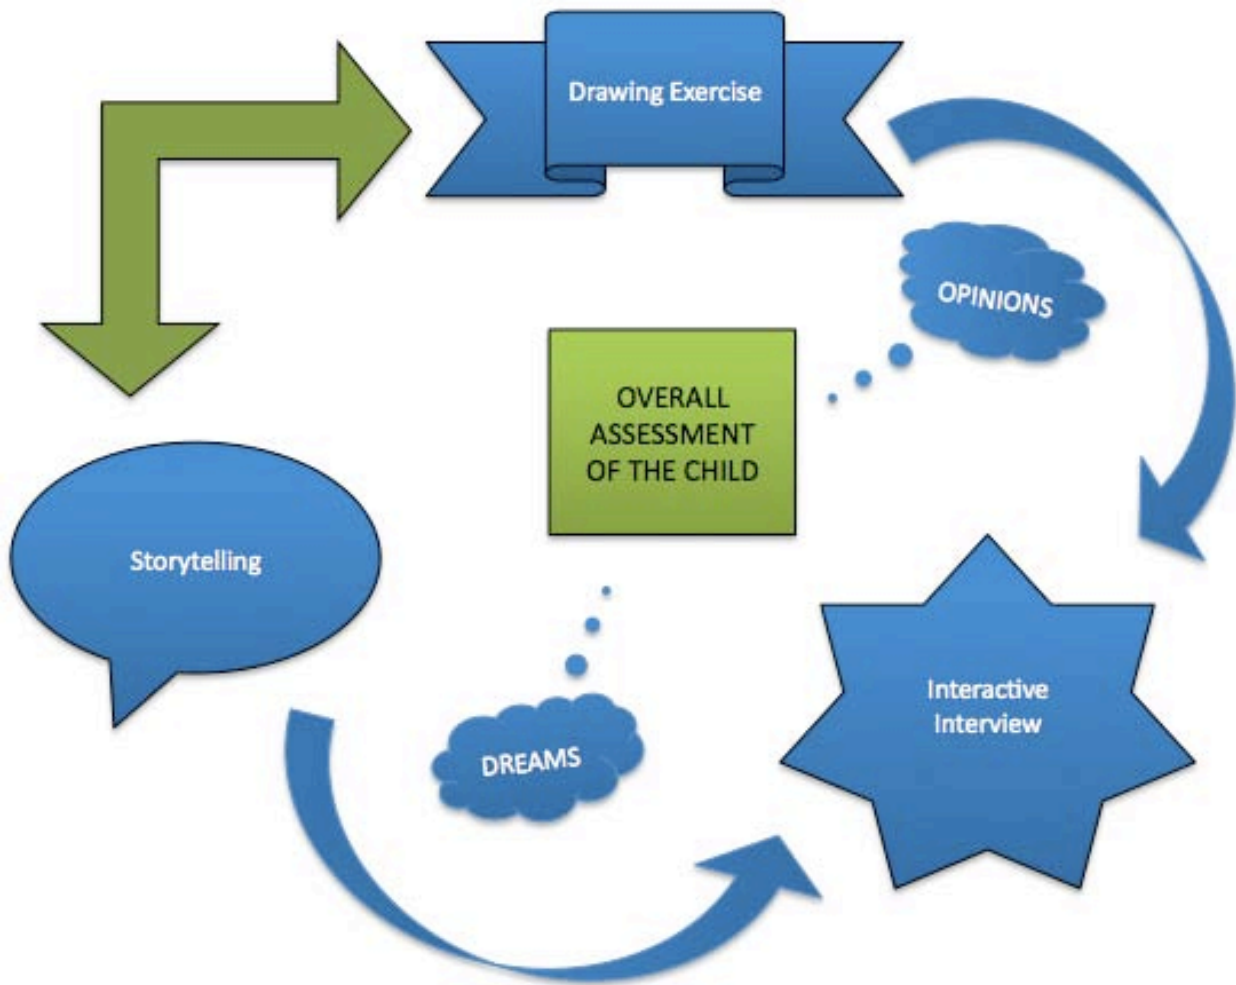 Drawing Exercise
OPINIONS
OVERALL
ASSESSMENT
OF THE CHILD
Storytelling
Interactive
Interview
DREAMS